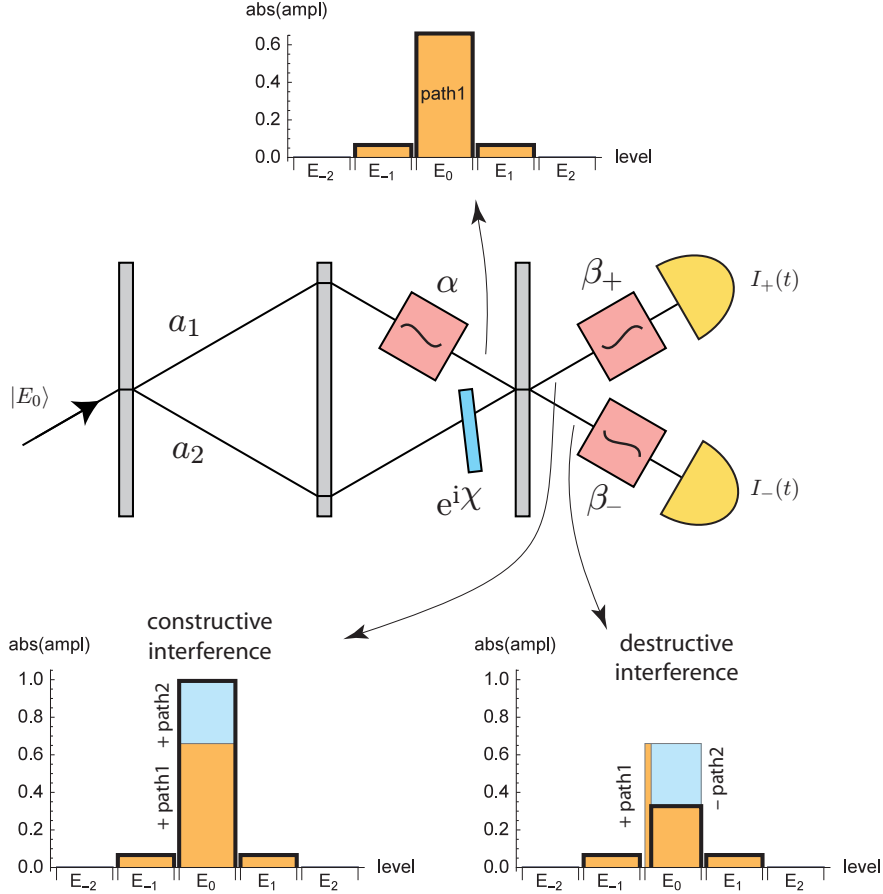 abs(ampl)
0.6
0.4
0.2
0.0
path1
level
E₋₂ E₋₁ E₀ E₁ E₂
α
β₊
I₊(t)
a₁
|E₀⟩
a₂
e^iχ
β₋
I₋(t)
constructive
interference
abs(ampl)
1.0
0.8
0.6
0.4
0.2
0.0
+ path2
+ path1
level
E₋₂ E₋₁ E₀ E₁ E₂
destructive
interference
abs(ampl)
1.0
0.8
0.6
0.4
0.2
0.0
+ path1
− path2
level
E₋₂ E₋₁ E₀ E₁ E₂